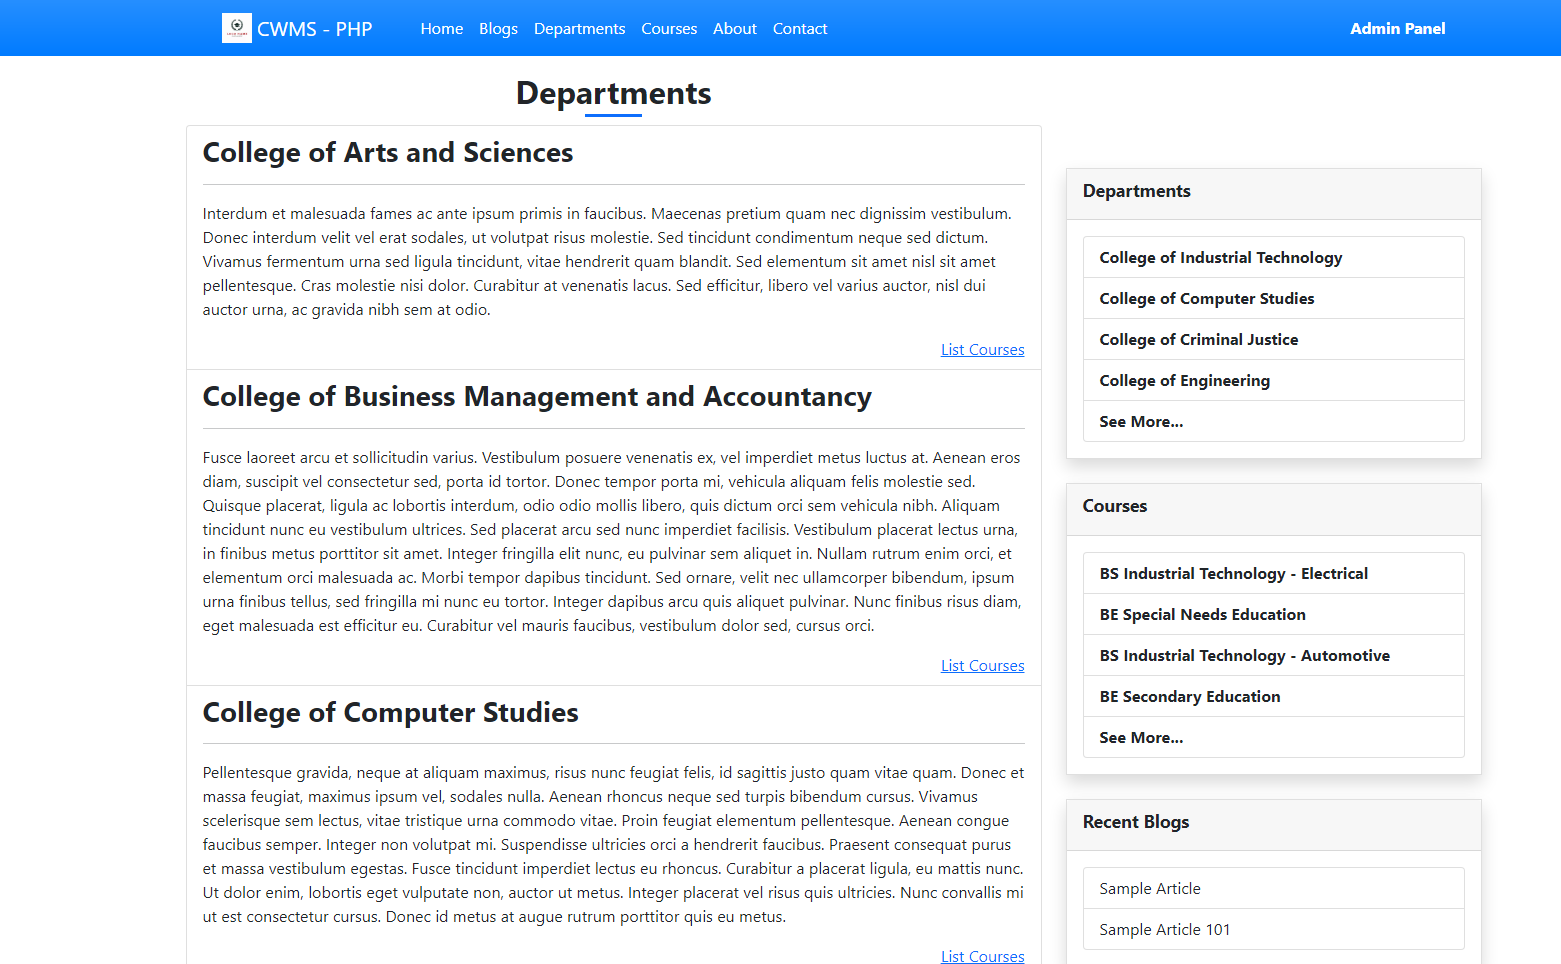 CWMS - PHP
Home Blogs Departments Courses About Contact
Admin Panel
Departments
College of Arts and Sciences
Interdum et malesuada fames ac ante ipsum primis in faucibus. Maecenas pretium quam nec dignissim vestibulum.
Donec interdum velit vel erat sodales, ut volutpat risus molestie. Sed tincidunt condimentum neque sed dictum.
Vivamus fermentum urna sed ligula tincidunt, vitae hendrerit quam blandit. Sed elementum sit amet nisl sit amet
pellentesque. Cras molestie nisi dolor. Curabitur at venenatis lacus. Sed efficitur, libero vel varius auctor, nisl dui
auctor urna, ac gravida nibh sem at odio.
List Courses
College of Business Management and Accountancy
Fusce laoreet arcu et sollicitudin varius. Vestibulum posuere venenatis ex, vel imperdiet metus luctus at. Aenean eros
diam, suscipit vel consectetur sed, porta id tortor. Donec tempor porta mi, vehicula aliquam felis molestie sed.
Quisque placerat, ligula ac lobortis interdum, odio odio mollis libero, quis dictum orci sem vehicula nibh. Aliquam
tincidunt nunc eu vestibulum ultrices. Sed placerat arcu sed nunc imperdiet facilisis. Vestibulum placerat lectus urna,
in finibus metus porttitor sit amet. Integer fringilla elit nunc, eu pulvinar sem aliquet in. Nullam rutrum enim orci, et
elementum orci malesuada ac. Morbi tempor dapibus tincidunt. Sed ornare, velit nec ullamcorper bibendum, ipsum
urna finibus tellus, sed fringilla mi nunc eu tortor. Integer dapibus arcu quis aliquet pulvinar. Nunc finibus risus diam,
eget malesuada est efficitur eu. Curabitur vel mauris faucibus, vestibulum dolor sed, cursus orci.
List Courses
College of Computer Studies
Pellentesque gravida, neque at aliquam maximus, risus nunc feugiat felis, id sagittis justo quam vitae quam. Donec et
massa feugiat, maximus ipsum vel, sodales nulla. Aenean rhoncus neque sed turpis bibendum cursus. Vivamus
scelerisque sem lectus, vitae tristique urna commodo vitae. Proin feugiat elementum pellentesque. Aenean congue
faucibus semper. Integer non volutpat mi. Suspendisse ultricies orci a hendrerit faucibus. Praesent consequat purus
et massa vestibulum egestas. Fusce tincidunt imperdiet lectus eu rhoncus. Curabitur a placerat ligula, eu mattis nunc.
Ut dolor enim, lobortis eget vulputate non, auctor ut metus. Integer placerat vel risus quis ultricies. Nunc convallis mi
ut est consectetur cursus. Donec id metus at augue rutrum porttitor quis eu metus.
List Courses
Departments
College of Industrial Technology
College of Computer Studies
College of Criminal Justice
College of Engineering
See More...
Courses
BS Industrial Technology - Electrical
BE Special Needs Education
BS Industrial Technology - Automotive
BE Secondary Education
See More...
Recent Blogs
Sample Article
Sample Article 101